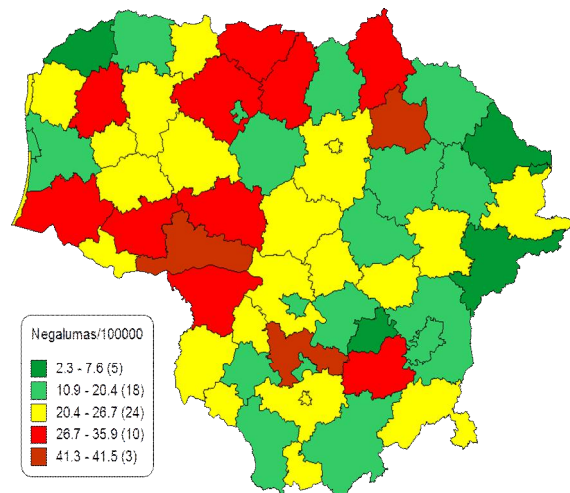 Negalumas/100000
2.3 - 7.6 (5)
10.9 - 20.4 (18)
20.4 - 26.7 (24)
26.7 - 35.9 (10)
41.3 - 41.5 (3)